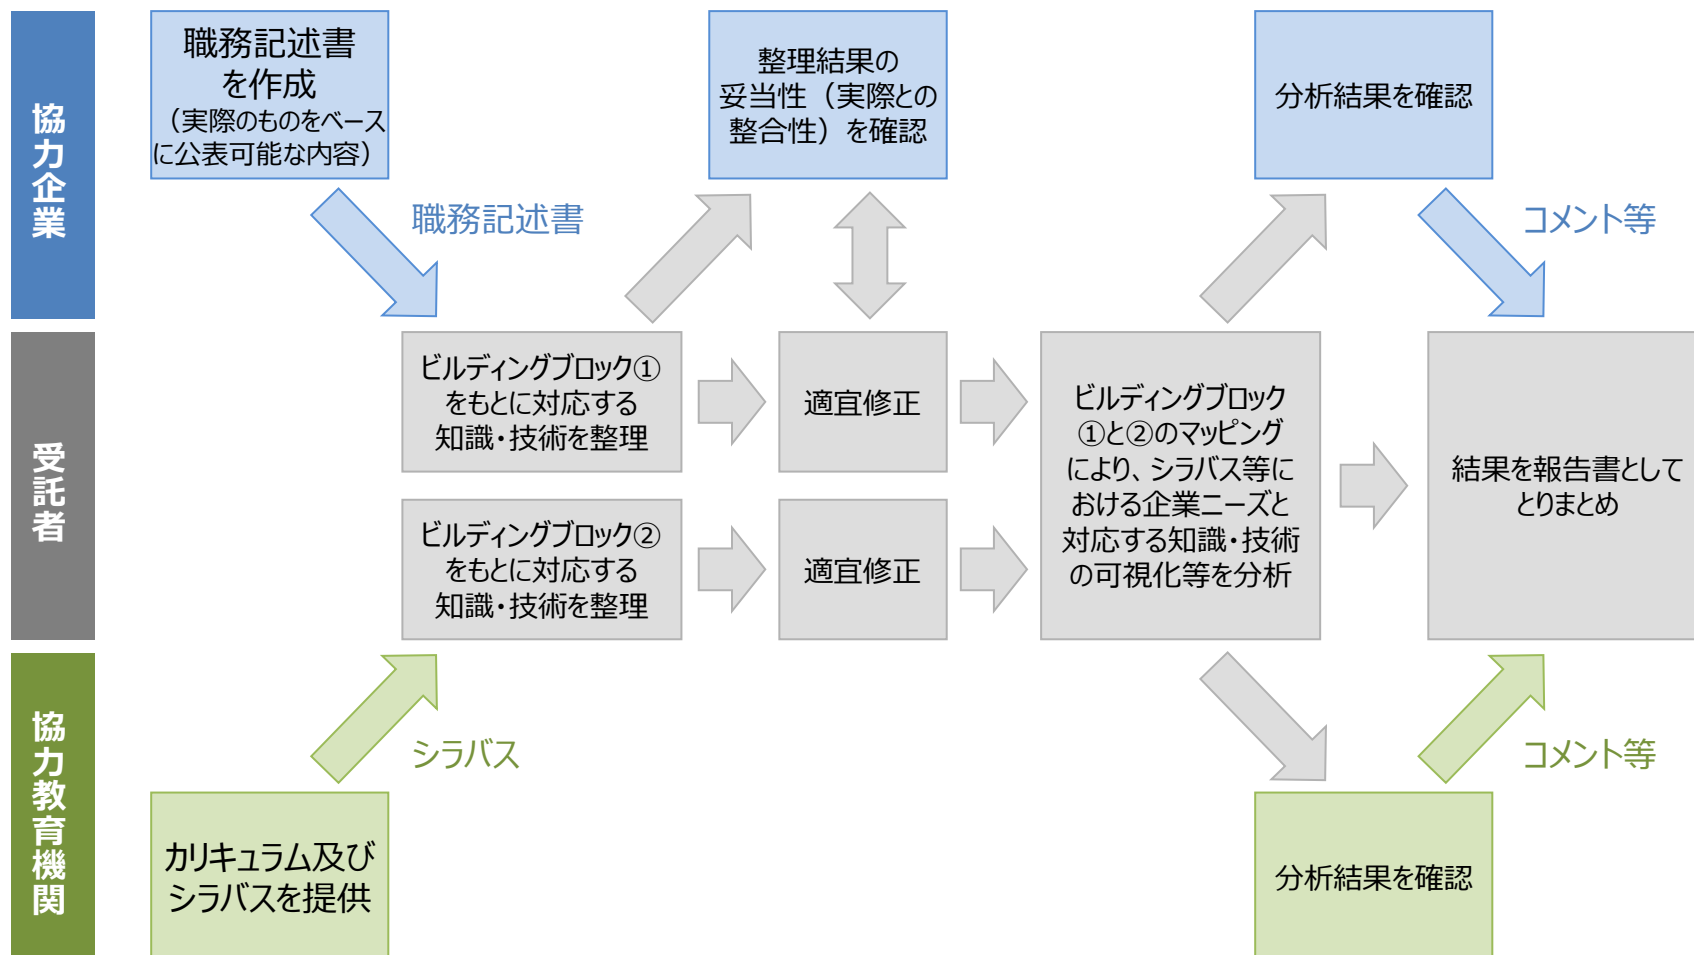 協力企業
職務記述書
を作成
（実際のものをベース
に公表可能な内容）
整理結果の
妥当性（実際との
整合性）を確認
分析結果を確認
職務記述書
コメント等
受託者
ビルディングブロック①
をもとに対応する
知識・技術を整理
適宜修正
ビルディングブロック②
をもとに対応する
知識・技術を整理
適宜修正
ビルディングブロック
①と②のマッピング
により、シラバス等に
おける企業ニーズと
対応する知識・技術
の可視化等を分析
結果を報告書として
とりまとめ
協力教育機関
シラバス
コメント等
カリキュラム及び
シラバスを提供
分析結果を確認